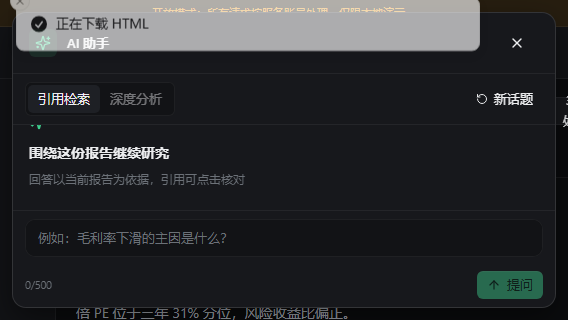 正在下载 HTML
AI 助手
引用检索
深度分析
新话题
围绕这份报告继续研究
回答以当前报告为依据，引用可点击核对
例如：毛利率下滑的主因是什么？
0/500
提问
倍 PE 位于三年 31% 分位，风险收益比偏正。